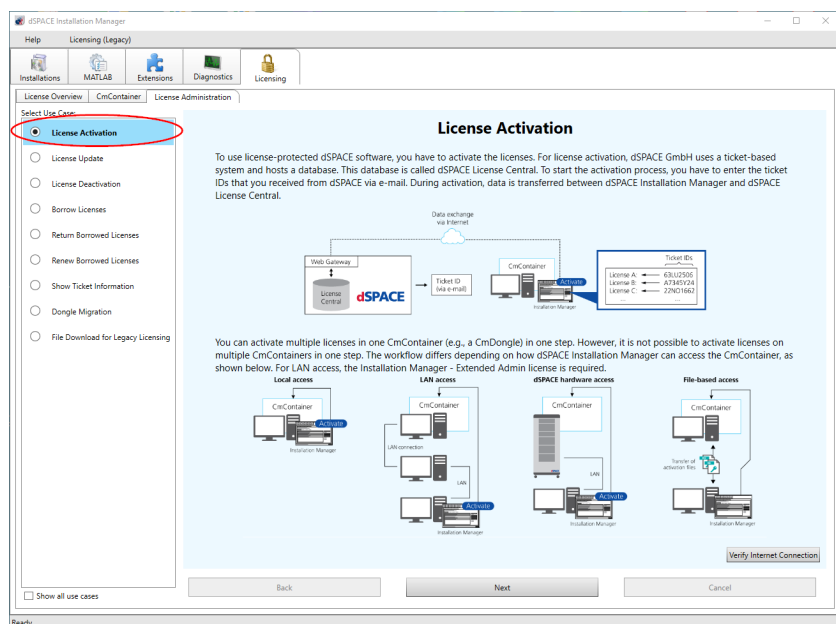 dSPACE Installation Manager
Help Licensing (Legacy)
Installations MATLAB Extensions Diagnostics Licensing
License Overview CmContainer License Administration
Select Use Case:
License Activation
License Update
License Deactivation
Borrow Licenses
Return Borrowed Licenses
Renew Borrowed Licenses
Show Ticket Information
Dongle Migration
File Download for Legacy Licensing
Show all use cases
License Activation
To use license-protected dSPACE software, you have to activate the licenses. For license activation, dSPACE GmbH uses a ticket-based
system and hosts a database. This database is called dSPACE License Central. To start the activation process, you have to enter the ticket
IDs that you received from dSPACE via e-mail. During activation, data is transferred between dSPACE Installation Manager and dSPACE
License Central.
Data exchange
via Internet
Web Gateway
License
Central
dSPACE
Ticket ID
(via e-mail)
CmContainer
Activate
Installation Manager
Ticket IDs
License A: 63LU2506
License B: A7345Y24
License C: 22NO1662
... ...
You can activate multiple licenses in one CmContainer (e.g., a CmDongle) in one step. However, it is not possible to activate licenses on
multiple CmContainers in one step. The workflow differs depending on how dSPACE Installation Manager can access the CmContainer, as
shown below. For LAN access, the Installation Manager - Extended Admin license is required.
Local access
CmContainer
Activate
Installation Manager
LAN access
CmContainer
LAN connection
LAN
Activate
Installation Manager
dSPACE hardware access
CmContainer
LAN
Activate
Installation Manager
File-based access
CmContainer
Transfer of
activation files
Installation Manager
Verify Internet Connection
Back Next Cancel
Ready